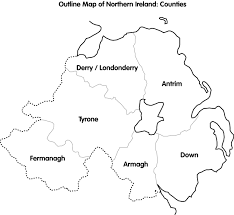 Outline Map of Northern Ireland: Counties
Derry / Londonderry
Antrim
Tyrone
Fermanagh
Armagh
Down